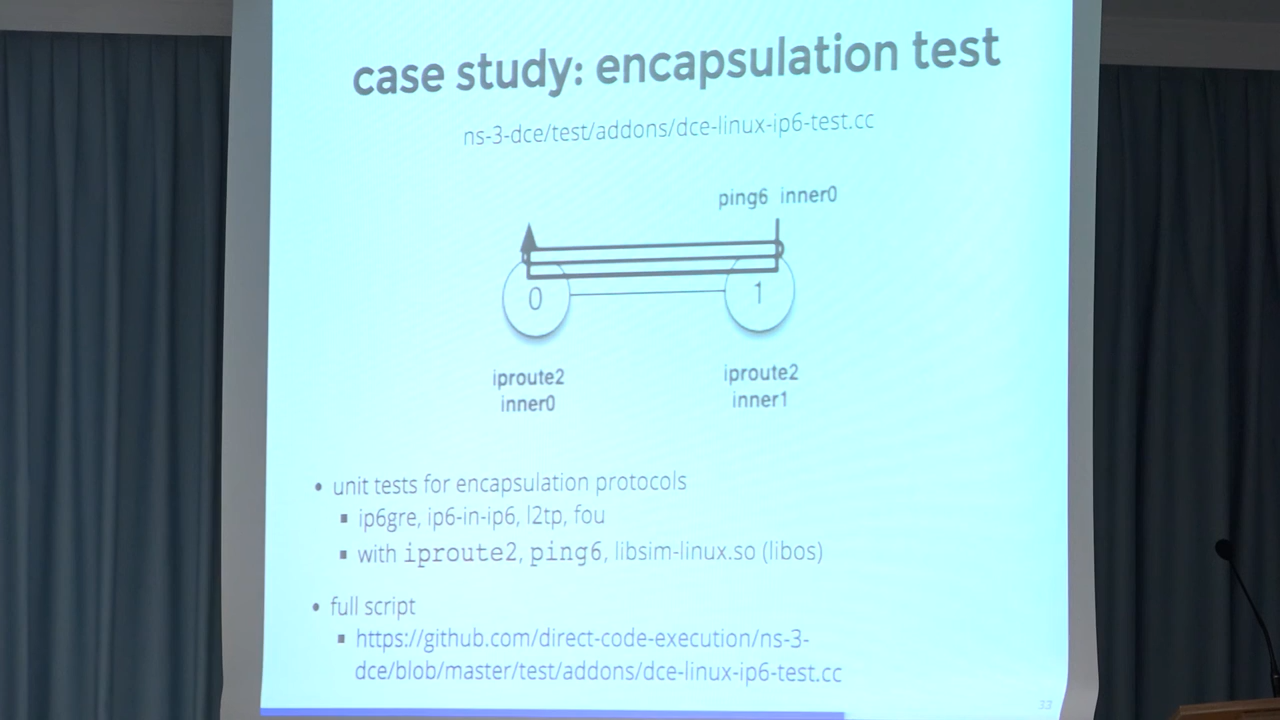 case study: encapsulation test
ns-3-dce/test/addons/dce-linux-ip6-test.cc
ping6 inner0
0
1
iproute2
inner0
iproute2
inner1
• unit tests for encapsulation protocols
▪ ip6gre, ip6-in-ip6, l2tp, fou
▪ with iproute2, ping6, libsim-linux.so (libos)
• full script
▪ https://github.com/direct-code-execution/ns-3-
dce/blob/master/test/addons/dce-linux-ip6-test.cc
33